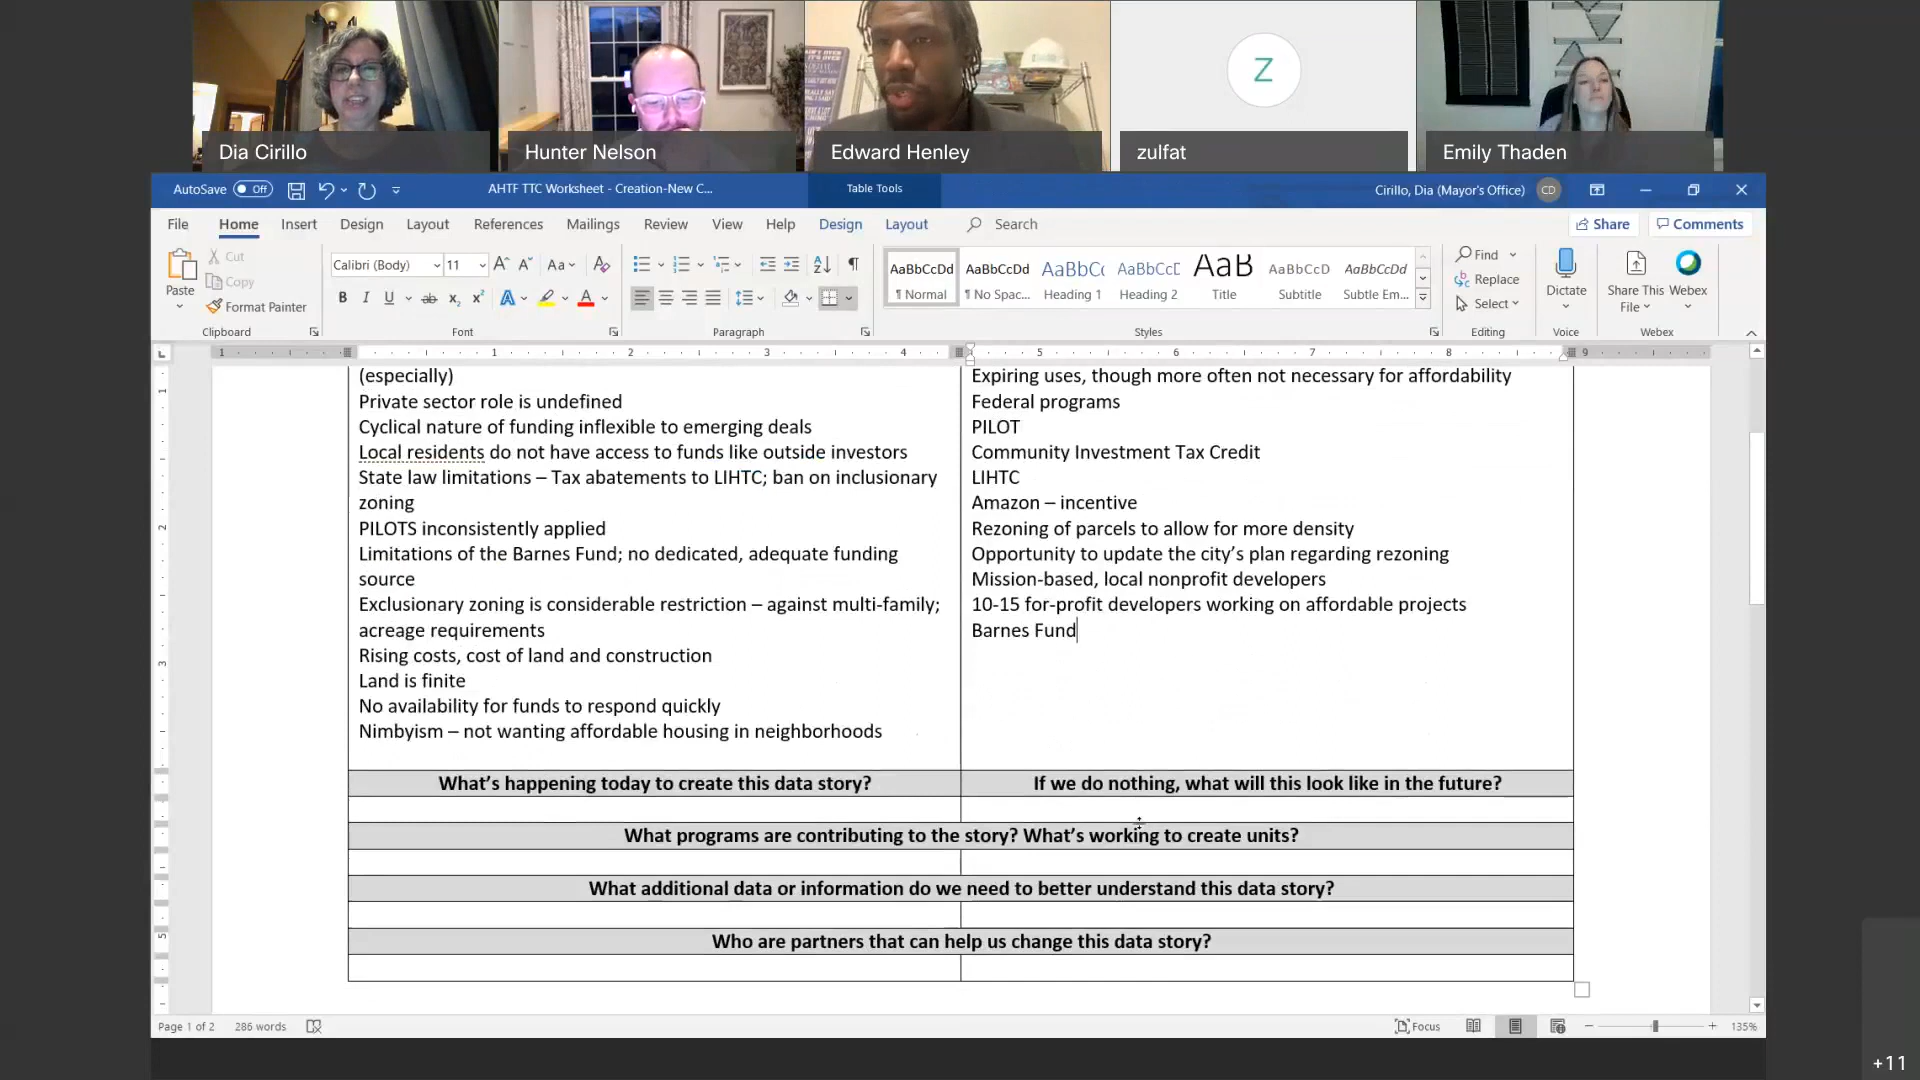 Dia Cirillo
Hunter Nelson
Edward Henley
Z
zulfat
Emily Thaden
AutoSave Off
AHTF TTC Worksheet - Creation-New C...
Table Tools
Cirillo, Dia (Mayor's Office) CD
File Home Insert Design Layout References Mailings Review View Help Design Layout Search
Share Comments
Paste
Cut
Copy
Format Painter
Clipboard
Calibri (Body) 11
Font
Paragraph
AaBbCcDd AaBbCcDd AaBbCc AaBbCcD AaB AaBbCcD AaBbCcDd
¶ Normal ¶ No Spac... Heading 1 Heading 2 Title Subtitle Subtle Em...
Styles
Find
Replace
Select
Editing
Dictate
Voice
Share This File
Webex
Webex
1 1 2 3 4 5 6 7 8 9
(especially)
Private sector role is undefined
Cyclical nature of funding inflexible to emerging deals
Local residents do not have access to funds like outside investors
State law limitations – Tax abatements to LIHTC; ban on inclusionary
zoning
PILOTS inconsistently applied
Limitations of the Barnes Fund; no dedicated, adequate funding
source
Exclusionary zoning is considerable restriction – against multi-family;
acreage requirements
Rising costs, cost of land and construction
Land is finite
No availability for funds to respond quickly
Nimbyism – not wanting affordable housing in neighborhoods
Expiring uses, though more often not necessary for affordability
Federal programs
PILOT
Community Investment Tax Credit
LIHTC
Amazon – incentive
Rezoning of parcels to allow for more density
Opportunity to update the city's plan regarding rezoning
Mission-based, local nonprofit developers
10-15 for-profit developers working on affordable projects
Barnes Fund
What's happening today to create this data story?
If we do nothing, what will this look like in the future?
What programs are contributing to the story? What's working to create units?
What additional data or information do we need to better understand this data story?
Who are partners that can help us change this data story?
Page 1 of 2 286 words
Focus
135%
+11